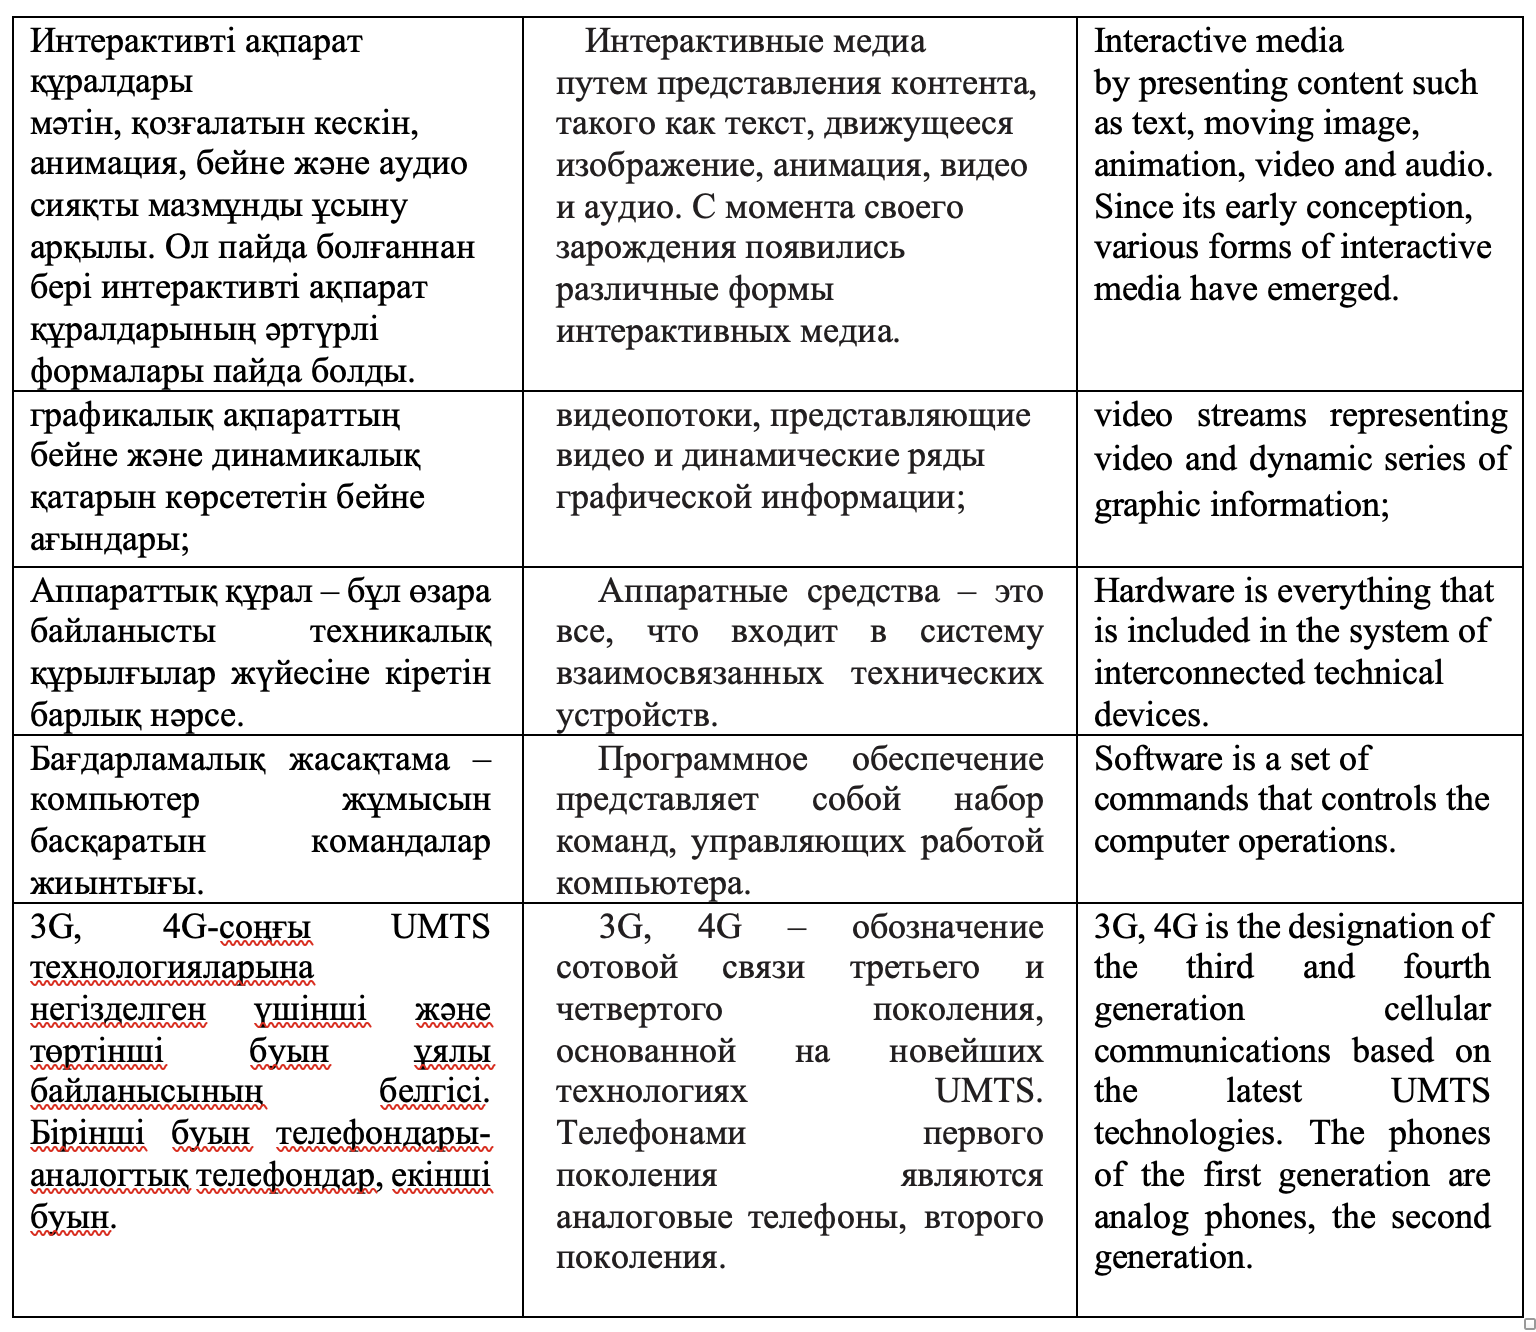 Интерактивті ақпарат
құралдары
мәтін, қозғалатын кескін,
анимация, бейне және аудио
сияқты мазмұнды ұсыну
арқылы. Ол пайда болғаннан
бері интерактивті ақпарат
құралдарының әртүрлі
формалары пайда болды.
Интерактивные медиа
путем представления контента,
такого как текст, движущееся
изображение, анимация, видео
и аудио. С момента своего
зарождения появились
различные формы
интерактивных медиа.
Interactive media
by presenting content such
as text, moving image,
animation, video and audio.
Since its early conception,
various forms of interactive
media have emerged.
графикалық ақпараттың
бейне және динамикалық
қатарын көрсететін бейне
ағындары;
видеопотоки, представляющие
видео и динамические ряды
графической информации;
video streams representing
video and dynamic series of
graphic information;
Аппараттық құрал – бұл өзара
байланысты техникалық
құрылғылар жүйесіне кіретін
барлық нәрсе.
Аппаратные средства – это
все, что входит в систему
взаимосвязанных технических
устройств.
Hardware is everything that
is included in the system of
interconnected technical
devices.
Бағдарламалық жасақтама –
компьютер жұмысын
басқаратын командалар
жиынтығы.
Программное обеспечение
представляет собой набор
команд, управляющих работой
компьютера.
Software is a set of
commands that controls the
computer operations.
3G, 4G-соңғы UMTS
технологияларына
негізделген үшінші және
төртінші буын ұялы
байланысының белгісі.
Бірінші буын телефондары-
аналогтық телефондар, екінші
буын.
3G, 4G – обозначение
сотовой связи третьего и
четвертого поколения,
основанной на новейших
технологиях UMTS.
Телефонами первого
поколения являются
аналоговые телефоны, второго
поколения.
3G, 4G is the designation of
the third and fourth
generation cellular
communications based on
the latest UMTS
technologies. The phones
of the first generation are
analog phones, the second
generation.